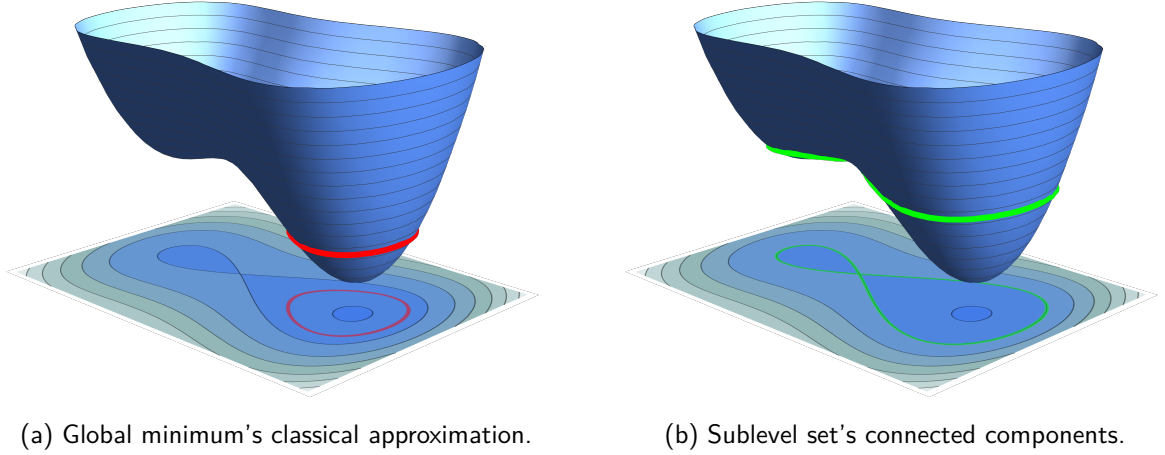 (a) Global minimum's classical approximation.
(b) Sublevel set's connected components.